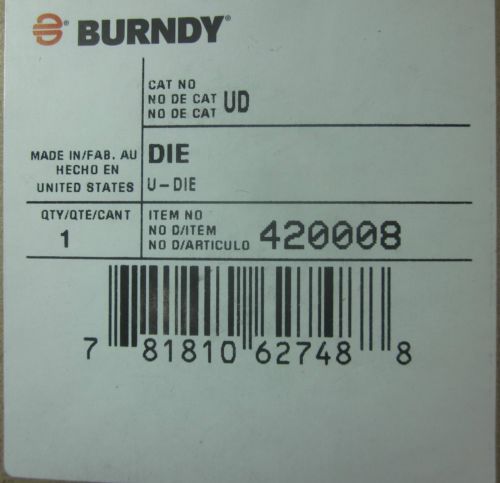 BURNDY®
CAT NO
NO DE CAT
NO DE CAT
UD
MADE IN/FAB. AU
HECHO EN
UNITED STATES
DIE
U-DIE
QTY/QTE/CANT
1
ITEM NO
NO D/ITEM
NO D/ARTICULO
420008
7 81810 62748 8